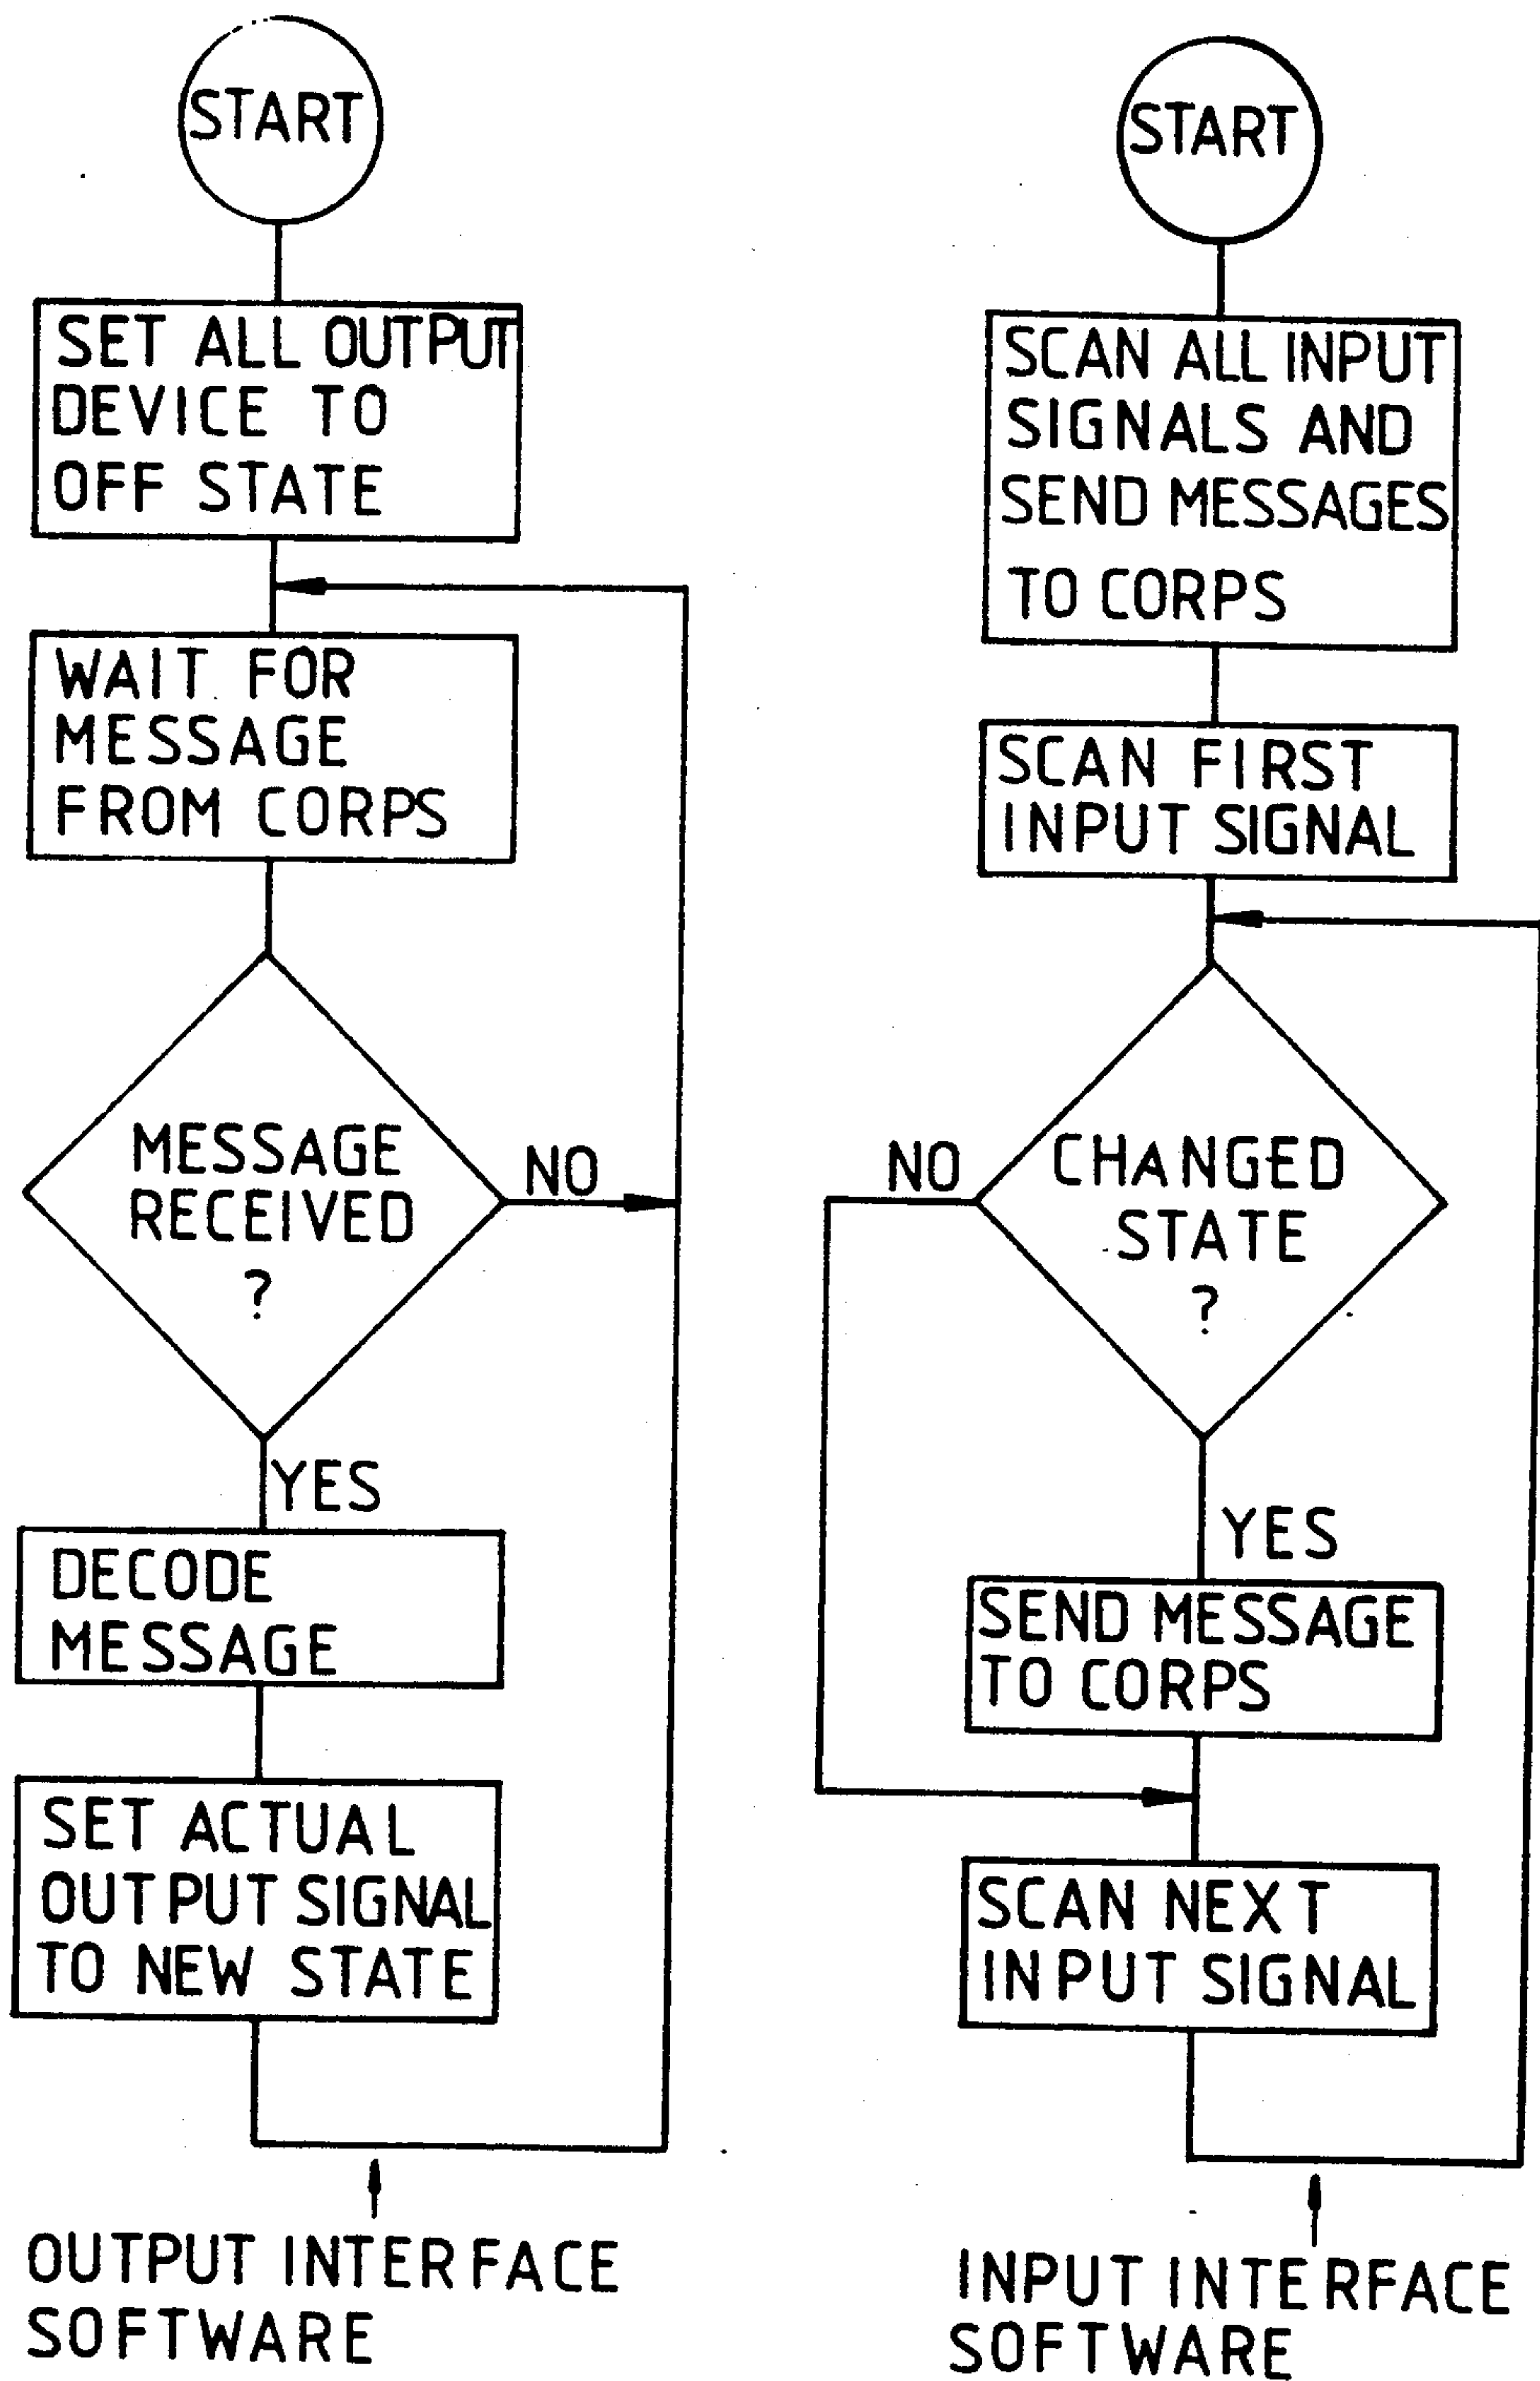 START
SET ALL OUTPUT
DEVICE TO
OFF STATE
WAIT FOR
MESSAGE
FROM CORPS
MESSAGE
RECEIVED
?
NO
YES
DECODE
MESSAGE
SET ACTUAL
OUTPUT SIGNAL
TO NEW STATE
OUTPUT INTERFACE
SOFTWARE
START
SCAN ALL INPUT
SIGNALS AND
SEND MESSAGES
TO CORPS
SCAN FIRST
INPUT SIGNAL
CHANGED
STATE
?
NO
YES
SEND MESSAGE
TO CORPS
SCAN NEXT
INPUT SIGNAL
INPUT INTERFACE
SOFTWARE